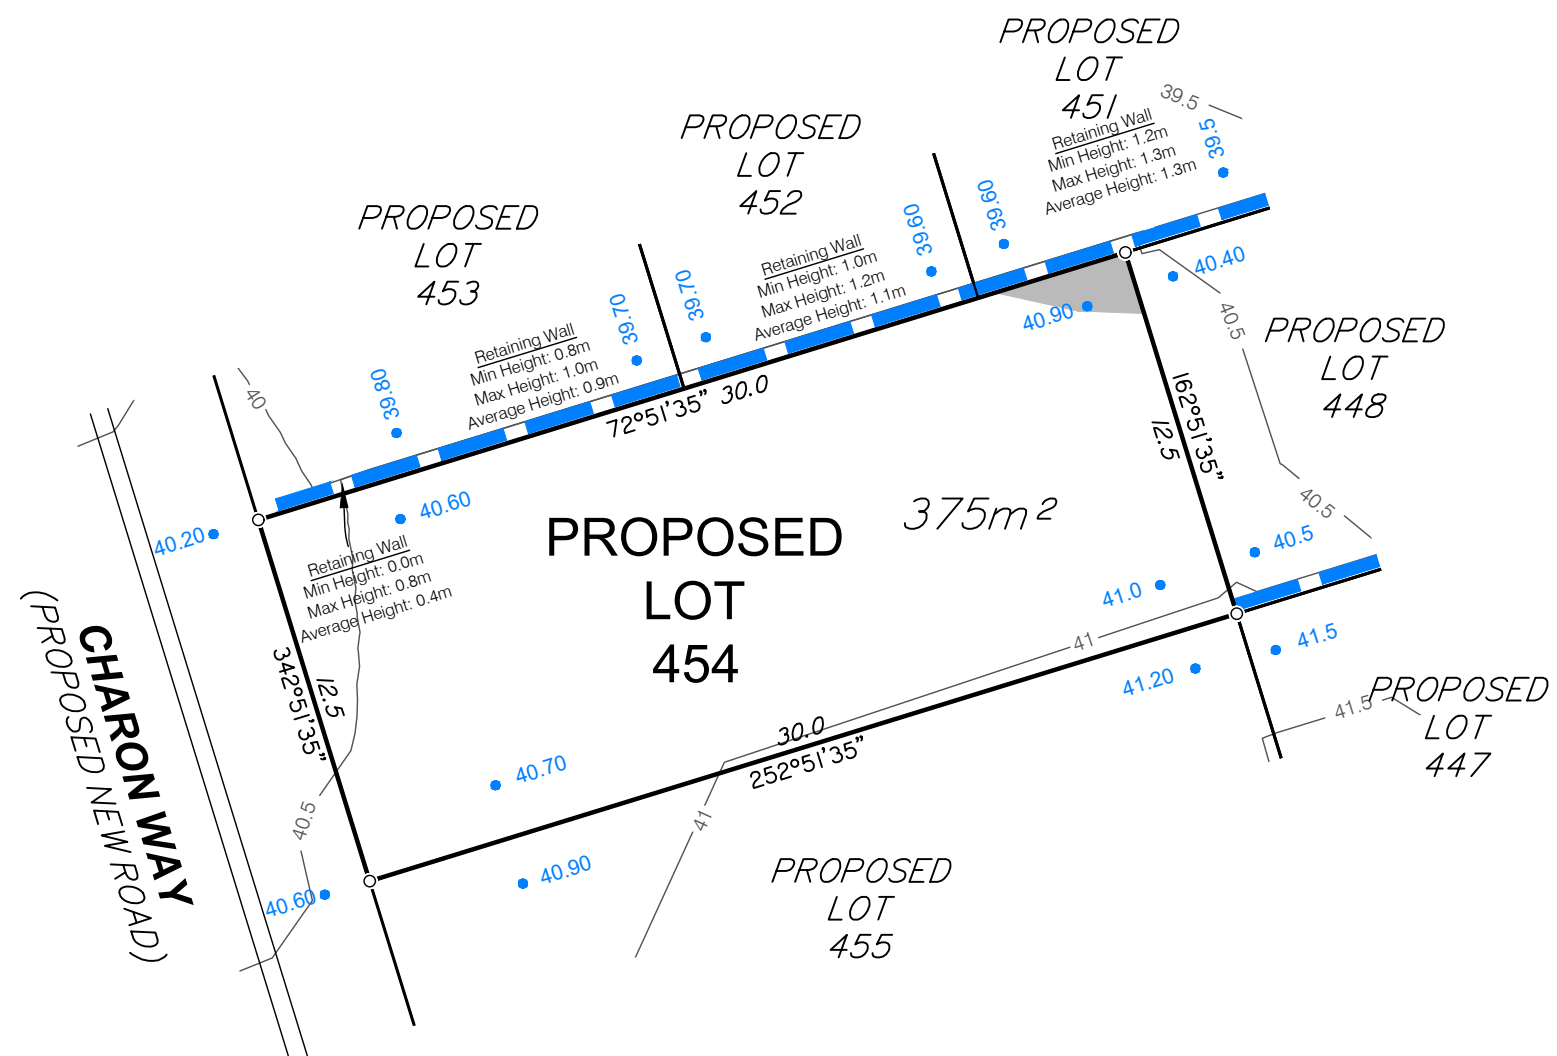 PROPOSED
LOT
451
39.5
39.5
Retaining Wall
Min Height: 1.2m
Max Height: 1.3m
Average Height: 1.3m
PROPOSED
LOT
452
39.60
39.60
Retaining Wall
Min Height: 1.0m
Max Height: 1.2m
Average Height: 1.1m
PROPOSED
LOT
453
39.70
39.70
Retaining Wall
Min Height: 0.8m
Max Height: 1.0m
Average Height: 0.9m
40
39.80
40.40
40.90
40.5
PROPOSED
LOT
448
72°51'35" 30.0
162°51'35"
12.5
40.20
40.60
Retaining Wall
Min Height: 0.0m
Max Height: 0.8m
Average Height: 0.4m
PROPOSED
LOT
454
375m²
40.5
40.5
41.0
41
41.5
41.20
CHARON WAY
(PROPOSED NEW ROAD)
342°51'35"
12.5
30.0
252°51'35"
40.70
40.5
41
40.90
40.60
PROPOSED
LOT
455
41.5
PROPOSED
LOT
447